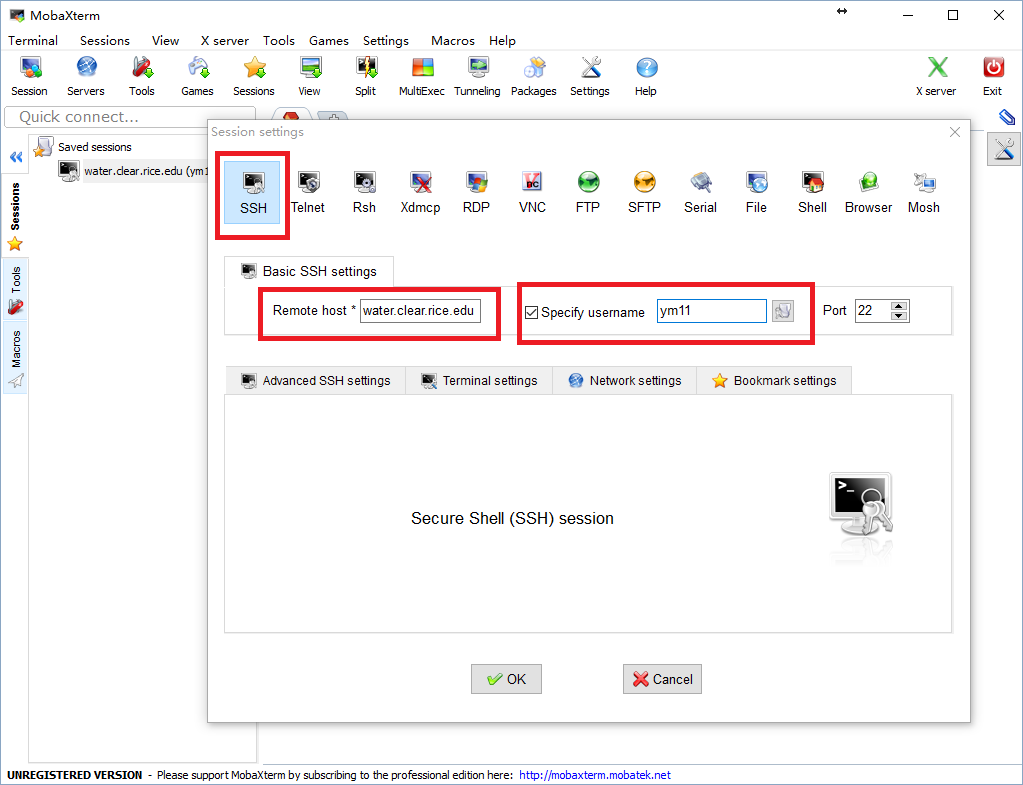 MobaXterm
Terminal Sessions View X server Tools Games Settings Macros Help
Session Servers Tools Games Sessions View Split MultiExec Tunneling Packages Settings Help X server Exit
Quick connect...
Session settings
Saved sessions
water.clear.rice.edu (ym1
Sessions
Tools
Macros
SSH Telnet Rsh Xdmcp RDP VNC FTP SFTP Serial File Shell Browser Mosh
Basic SSH settings
Remote host * water.clear.rice.edu Specify username ym11 Port 22
Advanced SSH settings Terminal settings Network settings Bookmark settings
Secure Shell (SSH) session
OK Cancel
UNREGISTERED VERSION - Please support MobaXterm by subscribing to the professional edition here: http://mobaxterm.mobatek.net